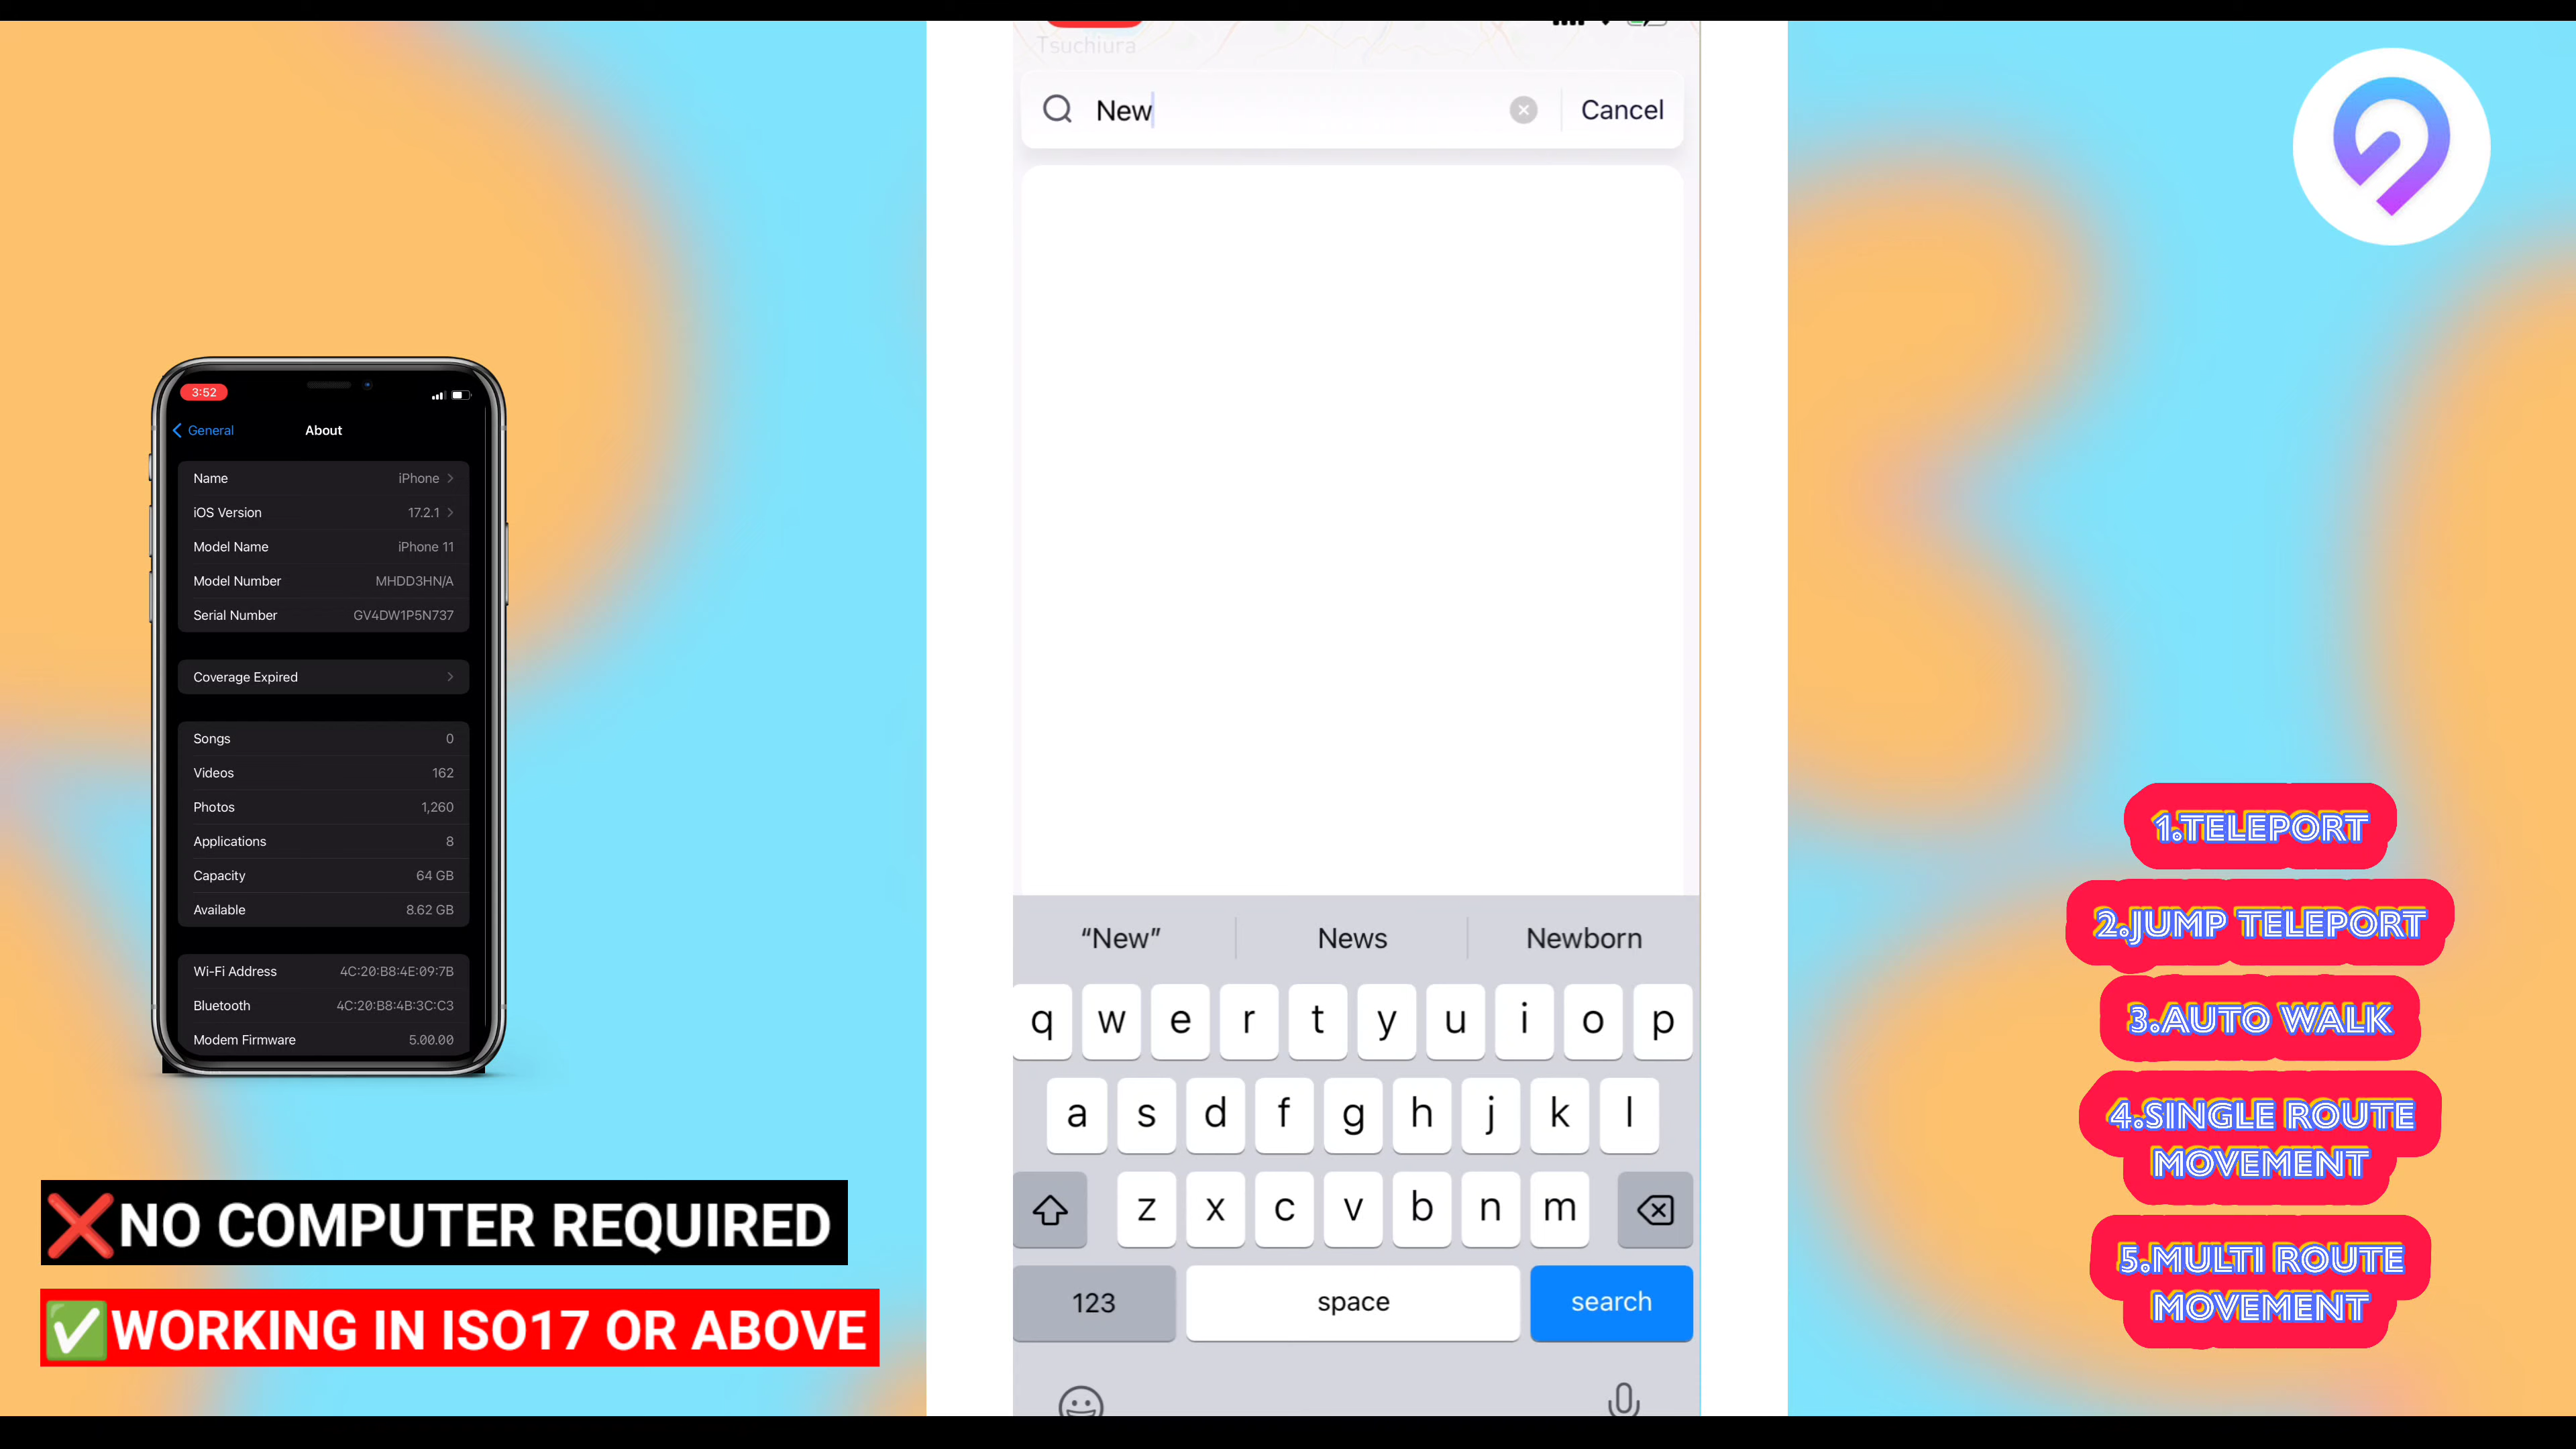 3:52
General
About
Name iPhone
iOS Version 17.2.1
Model Name iPhone 11
Model Number MHDD3HN/A
Serial Number GV4DW1P5N737
Coverage Expired
Songs 0
Videos 162
Photos 1,260
Applications 8
Capacity 64 GB
Available 8.62 GB
Wi-Fi Address 4C:20:B8:4E:09:7B
Bluetooth 4C:20:B8:4B:3C:C3
Modem Firmware 5.00.00
❌NO COMPUTER REQUIRED
✅WORKING IN ISO17 OR ABOVE
Tsuchiura
New Cancel
“New” News Newborn
q w e r t y u i o p
a s d f g h j k l
z x c v b n m
123 space search
1.TELEPORT
2.JUMP TELEPORT
3.AUTO WALK
4.SINGLE ROUTE
MOVEMENT
5.MULTI ROUTE
MOVEMENT